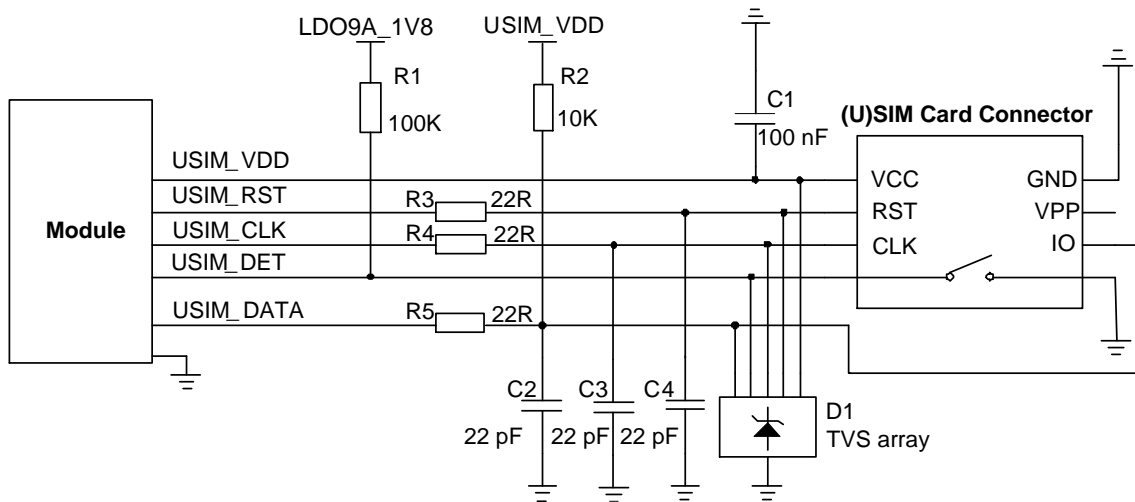 LDO9A_1V8
USIM_VDD
R1
100K
R2
10K
C1
100 nF
(U)SIM Card Connector
Module
USIM_VDD
USIM_RST
USIM_CLK
USIM_DET
USIM_DATA
R3
22R
R4
22R
R5
22R
VCC
RST
CLK
GND
VPP
IO
C2
22 pF
C3
22 pF
C4
22 pF
D1
TVS array